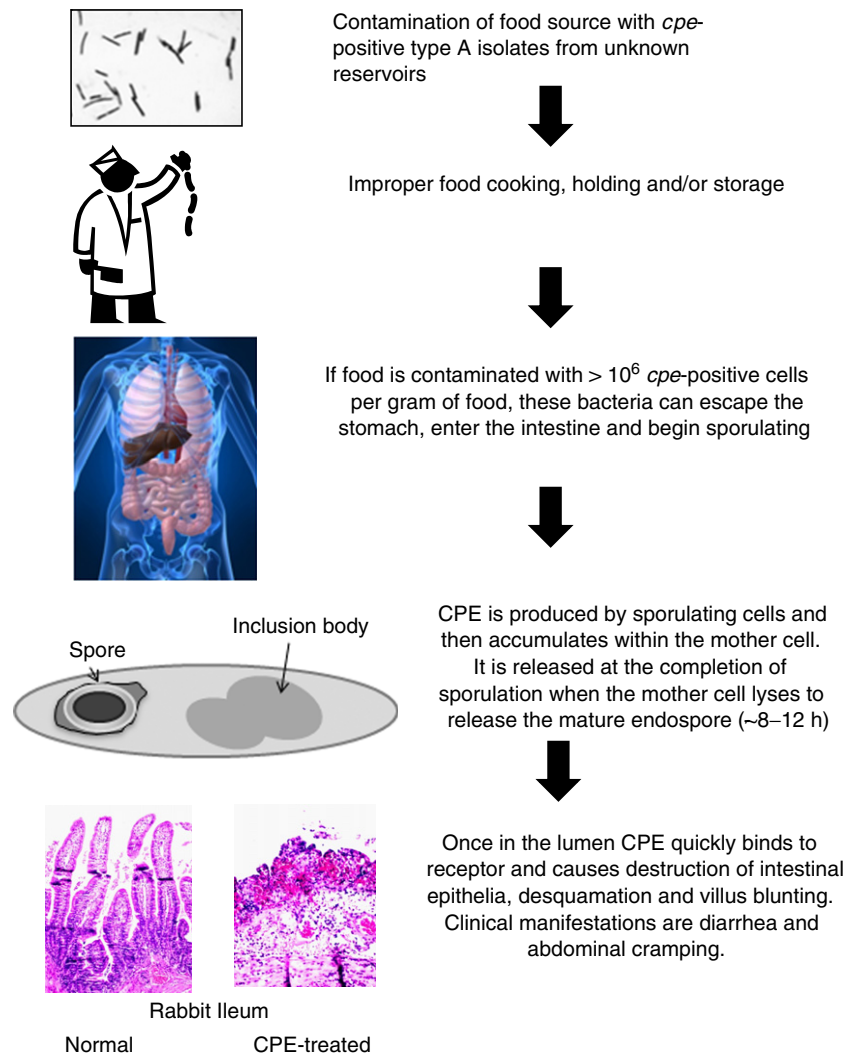 Contamination of food source with cpe-
positive type A isolates from unknown
reservoirs
Improper food cooking, holding and/or storage
If food is contaminated with > 10⁶ cpe-positive cells
per gram of food, these bacteria can escape the
stomach, enter the intestine and begin sporulating
Spore
Inclusion body
CPE is produced by sporulating cells and
then accumulates within the mother cell.
It is released at the completion of
sporulation when the mother cell lyses to
release the mature endospore (~8–12 h)
Once in the lumen CPE quickly binds to
receptor and causes destruction of intestinal
epithelia, desquamation and villus blunting.
Clinical manifestations are diarrhea and
abdominal cramping.
Rabbit Ileum
Normal
CPE-treated